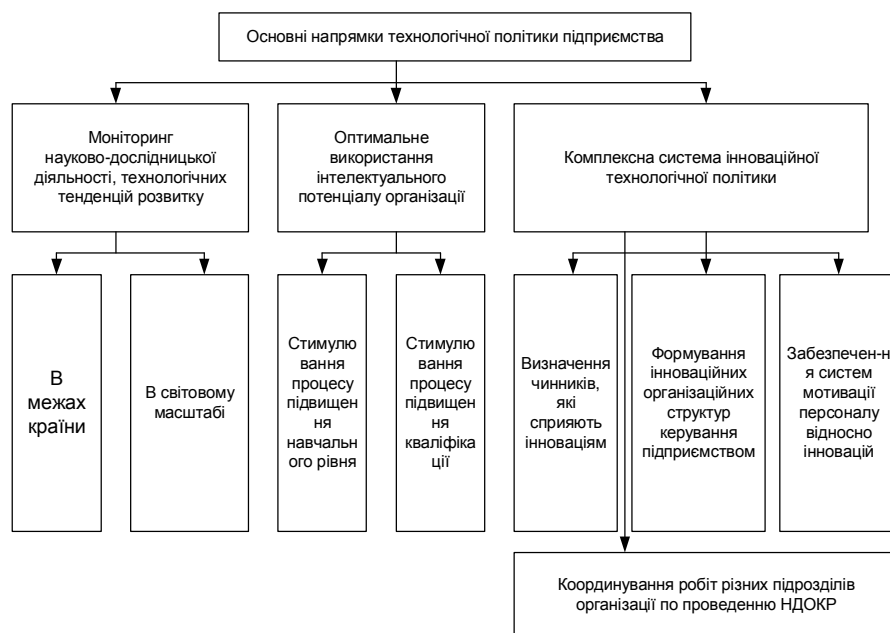 Основні напрямки технологічної політики підприємства
Моніторинг
науково-дослідницької
діяльності, технологічних
тенденцій розвитку
Оптимальне
використання
інтелектуального
потенціалу організації
Комплексна система інноваційної
технологічної політики
В
межах
країни
В світовому
масштабі
Стимулю
вання
процесу
підвищен
ня
навчальн
ого рівня
Стимулю
вання
процесу
підвищен
ня
кваліфіка
ції
Визначення
чинників,
які
сприяють
інноваціям
Формування
інноваційних
організаційних
структур
керування
підприємством
Забезпечен-н
я систем
мотивації
персоналу
відносно
інновацій
Координування робіт різних підрозділів
організації по проведенню НДОКР